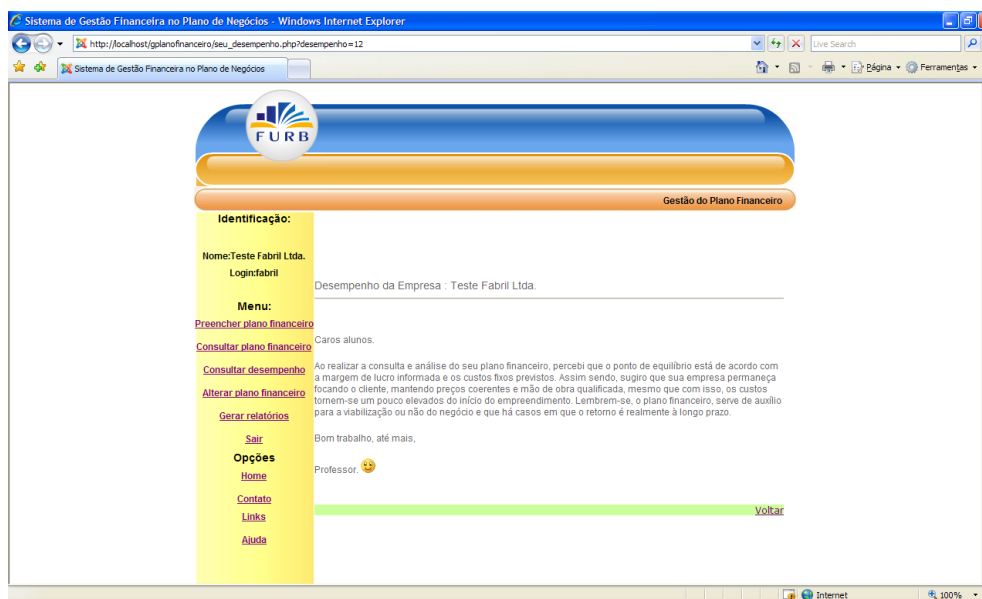 Sistema de Gestão Financeira no Plano de Negócios - Windows Internet Explorer
http://localhost/gplanofinanceiro/seu_desempenho.php?desempenho=12
Live Search
Sistema de Gestão Financeira no Plano de Negócios
Página
Ferramentas
FURB
Gestão do Plano Financeiro
Identificação:
Nome:Teste Fabril Ltda.
Login:fabril
Menu:
Preencher plano financeiro
Consultar plano financeiro
Consultar desempenho
Alterar plano financeiro
Gerar relatórios
Sair
Opções
Home
Contato
Links
Ajuda
Desempenho da Empresa : Teste Fabril Ltda.
Caros alunos.
Ao realizar a consulta e análise do seu plano financeiro, percebi que o ponto de equilíbrio está de acordo com
a margem de lucro informada e os custos fixos previstos. Assim sendo, sugiro que sua empresa permaneça
focando o cliente, mantendo preços coerentes e mão de obra qualificada, mesmo que com isso, os custos
tornem-se um pouco elevados do início do empreendimento. Lembrem-se, o plano financeiro, serve de auxílio
para a viabilização ou não do negócio e que há casos em que o retorno é realmente à longo prazo.
Bom trabalho, até mais,
Professor.
Voltar
Internet
100%